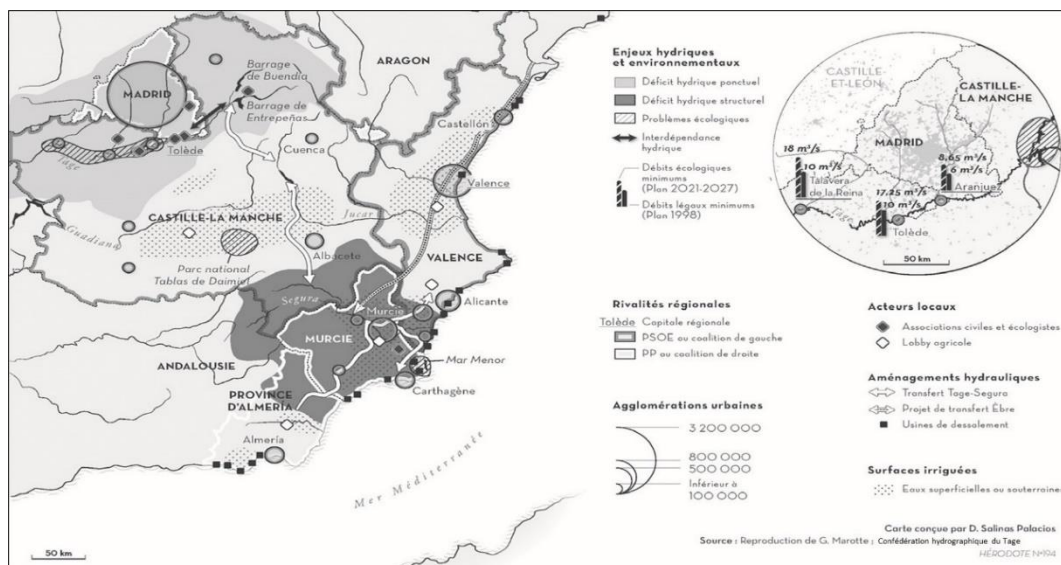 ARAGON
Barrage
de Buendía
MADRID
Barrage de
Entrepeñas
Castellón
Tolède
Tage
Cuenca
Valence
CASTILLE-LA MANCHE
Jucar
Guadiana
Albacete
VALENCE
Parc national
Tablas de Daimiel
Segura
Alicante
Murcie
MURCIE
ANDALOUSIE
Mar Menor
Carthagène
PROVINCE
D'ALMERÍA
Almería
Mer Méditerranée
50 km
Enjeux hydriques
et environnementaux
Déficit hydrique ponctuel
Déficit hydrique structurel
Problèmes écologiques
Interdépendance
hydrique
Débits écologiques
minimums
(Plan 2021-2027)
Débits légaux minimums
(Plan 1998)
CASTILLE
ET-LEÓN
CASTILLE-
LA MANCHE
MADRID
18 m³/s
10 m³/s
Talavera
de la Reina
8,65 m³/s
6 m³/s
Aranjuez
17,25 m³/s
10 m³/s
Tage
Tolède
50 km
Rivalités régionales
Tolède Capitale régionale
PSOE ou coalition de gauche
PP ou coalition de droite
Agglomérations urbaines
3 200 000
800 000
500 000
Inférieur à
100 000
Acteurs locaux
Associations civiles et écologistes
Lobby agricole
Aménagements hydrauliques
Transfert Tage-Segura
Projet de transfert Èbre
Usines de dessalement
Surfaces irriguées
Eaux superficielles ou souterraines
Carte conçue par D. Salinas Palacios
Source : Reproduction de G. Marotte ; Confédération hydrographique du Tage
HÉRODOTE N°194